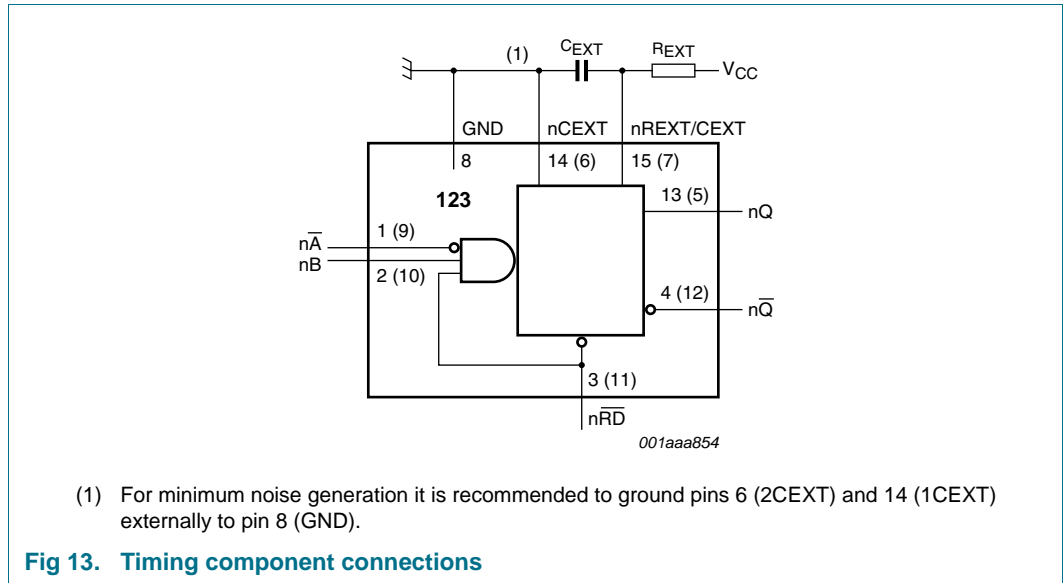 (1) CEXT REXT
VCC
GND nCEXT nREXT/CEXT
8 14 (6) 15 (7)
123
13 (5) nQ
nA̅ 1 (9)
nB 2 (10)
4 (12) nQ̅
3 (11)
nR̅D̅
001aaa854
(1) For minimum noise generation it is recommended to ground pins 6 (2CEXT) and 14 (1CEXT)
externally to pin 8 (GND).
Fig 13. Timing component connections